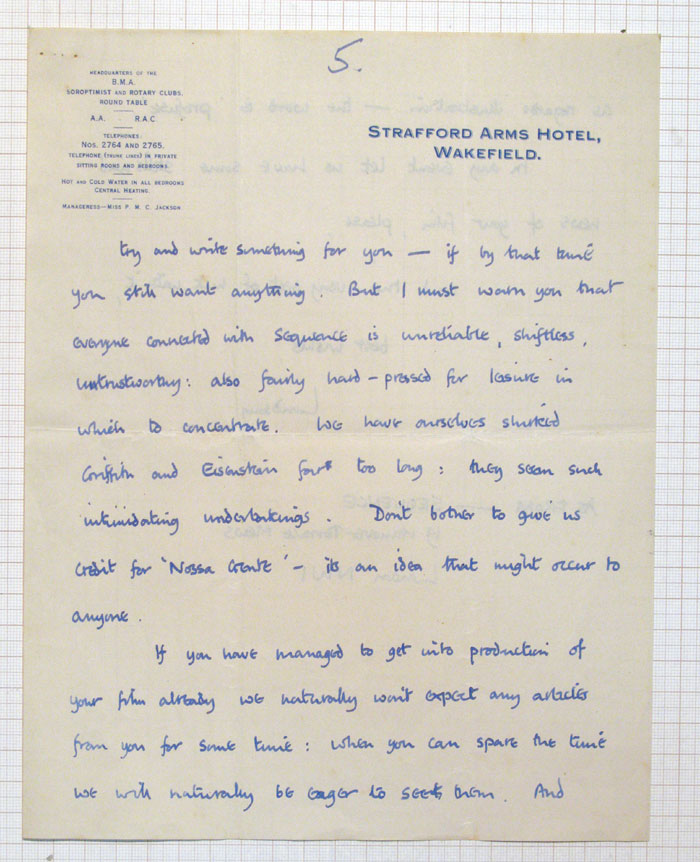 5.
HEADQUARTERS OF THE
B.M.A.
SOROPTIMIST AND ROTARY CLUBS.
ROUND TABLE
A.A. R.A.C.
TELEPHONES:
NOS. 2764 AND 2765.
TELEPHONE (TRUNK LINES) IN PRIVATE
SITTING ROOMS AND BEDROOMS.
HOT AND COLD WATER IN ALL BEDROOMS
CENTRAL HEATING.
MANAGERESS—MISS P. M. C. JACKSON.
STRAFFORD ARMS HOTEL,
WAKEFIELD.
try and write something for you — if by that time
you still want anything. But I must warn you that
everyone connected with Sequence is unreliable, shiftless,
untrustworthy: also fairly hard-pressed for leisure in
which to concentrate. We have ourselves shirked
Griffith and Eisenstein for too long: they seem such
intimidating undertakings. Don't bother to give us
credit for 'Nossa Gente' – its an idea that might occur to
anyone.
If you have managed to get into production of
your film already we naturally won't expect any articles
from you for some time: when you can spare the time
we will naturally be eager to see them. And